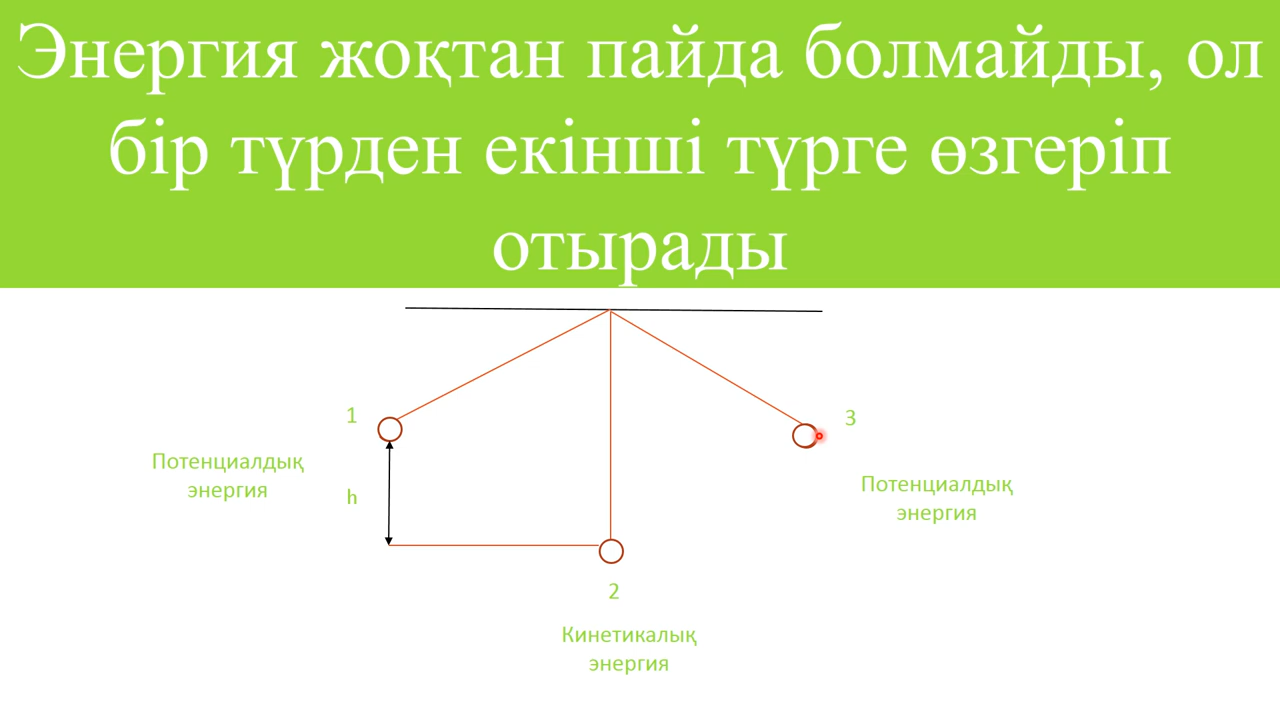 Энергия жоқтан пайда болмайды, ол
бір түрден екінші түрге өзгеріп
отырады
1
3
Потенциалдық
энергия
h
Потенциалдық
энергия
2
Кинетикалық
энергия